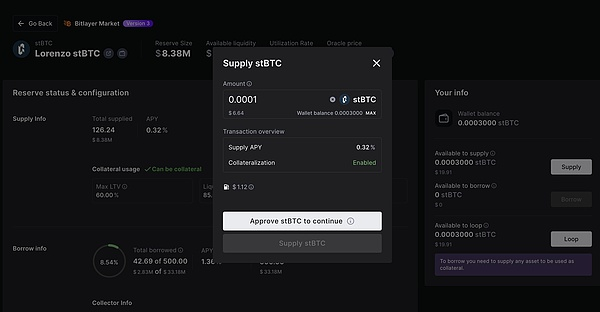 Go Back
Bitlayer Market Version 3
stBTC
Lorenzo stBTC
Reserve Size
$8.38M
Available liquidity
Utilization Rate
Oracle price
Reserve status & configuration
Supply Info
Total supplied
126.24
$8.38M
APY
0.32%
Collateral usage
Can be collateral
Max LTV
60.00%
85.
Borrow info
8.54%
Total borrowed
42.69 of 500.00
$2.83M of $33.18M
APY
Collector Info
Supply stBTC
Amount
0.0001
stBTC
$6.64
Wallet balance 0.0003000 MAX
Transaction overview
Supply APY
0.32%
Collateralization
Enabled
$1.12
Approve stBTC to continue
Supply stBTC
Your info
Wallet balance
0.0003000 stBTC
Available to supply
0.0003000 stBTC
$19.91
Supply
Available to borrow
0 stBTC
$0
Borrow
Available to loop
0.0003000 stBTC
$19.91
Loop
To borrow you need to supply any asset to be used as
collateral.